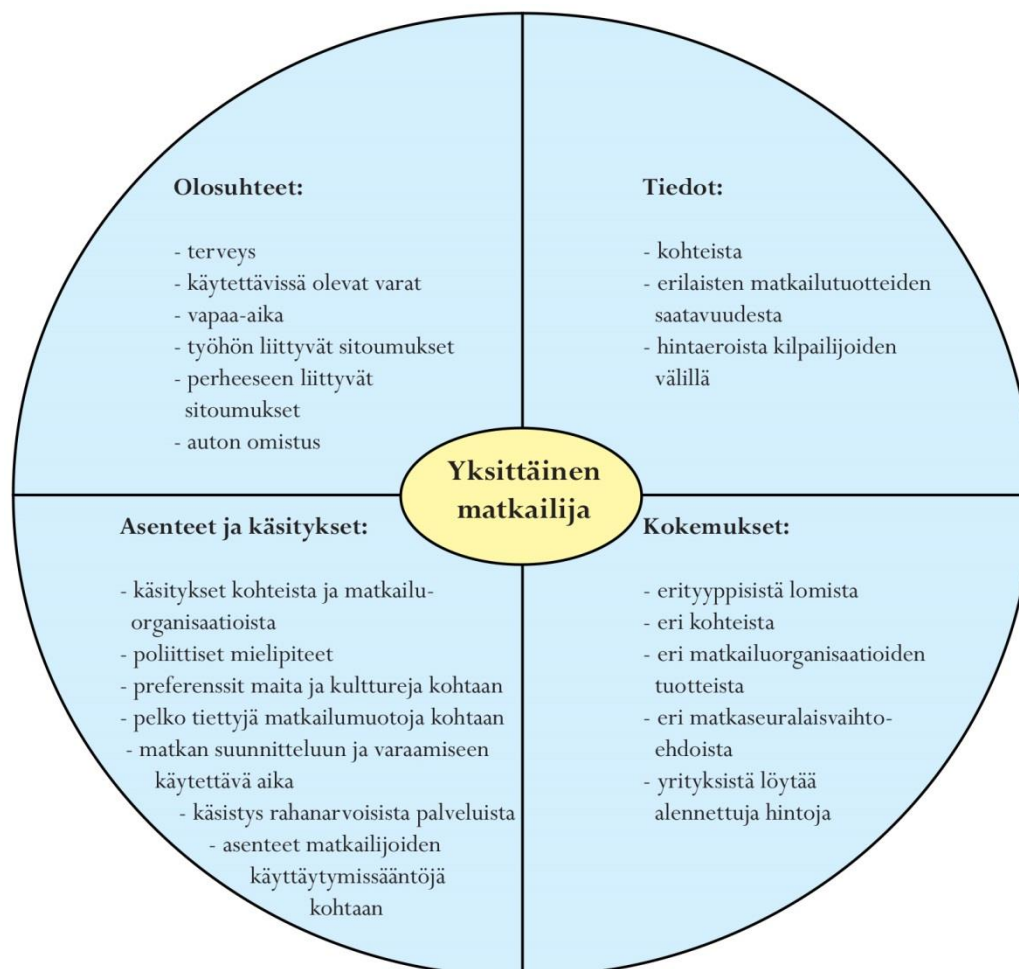 Olosuhteet:
- terveys
- käytettävissä olevat varat
- vapaa-aika
- työhön liittyvät sitoumukset
- perheeseen liittyvät
sitoumukset
- auton omistus
Tiedot:
- kohteista
- erilaisten matkailutuotteiden
saatavuudesta
- hintaeroista kilpailijoiden
välillä
Yksittäinen
matkailija
Asenteet ja käsitykset:
- käsitykset kohteista ja matkailu-
organisaatioista
- poliittiset mielipiteet
- preferenssit maita ja kulttureja kohtaan
- pelko tiettyjä matkailumuotoja kohtaan
- matkan suunnitteluun ja varaamiseen
käytettävä aika
- käsistys rahanarvoisista palveluista
- asenteet matkailijoiden
käyttäytymissääntöjä
kohtaan
Kokemukset:
- erityyppisistä lomista
- eri kohteista
- eri matkailuorganisaatioiden
tuotteista
- eri matkaseuralaisvaihto-
ehdoista
- yrityksistä löytää
alennettuja hintoja